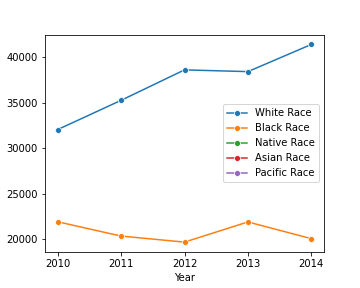 40000
35000
30000
25000
20000
White Race
Black Race
Native Race
Asian Race
Pacific Race
2010 2011 2012 2013 2014
Year